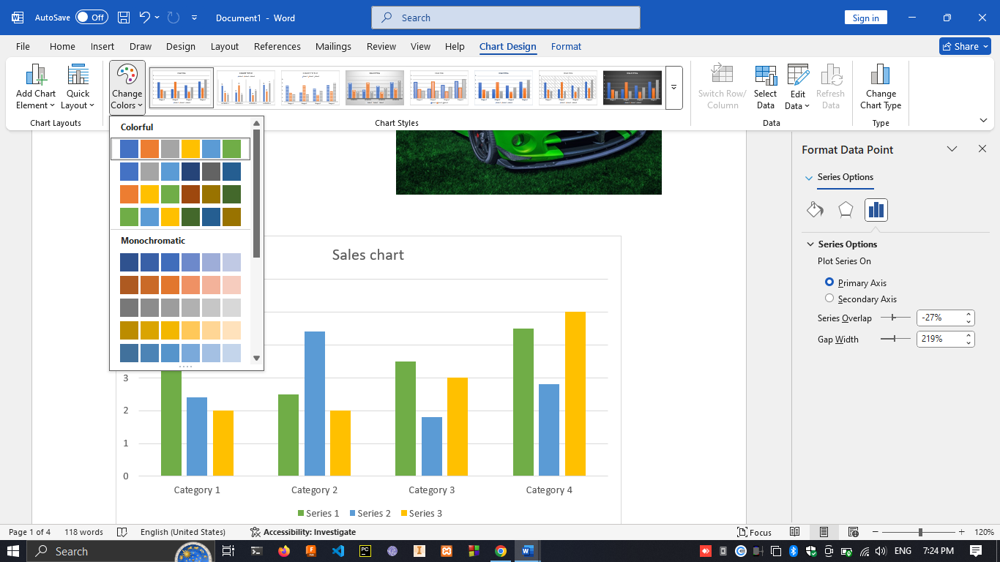 AutoSave Off
Document1 - Word
Search
Sign in
File Home Insert Draw Design Layout References Mailings Review View Help Chart Design Format
Share
Add Chart Element
Quick Layout
Chart Layouts
Change Colors
Chart Styles
Switch Row/ Column
Select Data
Edit Data
Refresh Data
Data
Change Chart Type
Type
Colorful
Monochromatic
Format Data Point
Series Options
Series Options
Plot Series On
Primary Axis
Secondary Axis
Series Overlap -27%
Gap Width 219%
Sales chart
3
2
1
0
Category 1 Category 2 Category 3 Category 4
Series 1 Series 2 Series 3
Page 1 of 4 118 words English (United States) Accessibility: Investigate Focus 120%
Search ENG 7:24 PM